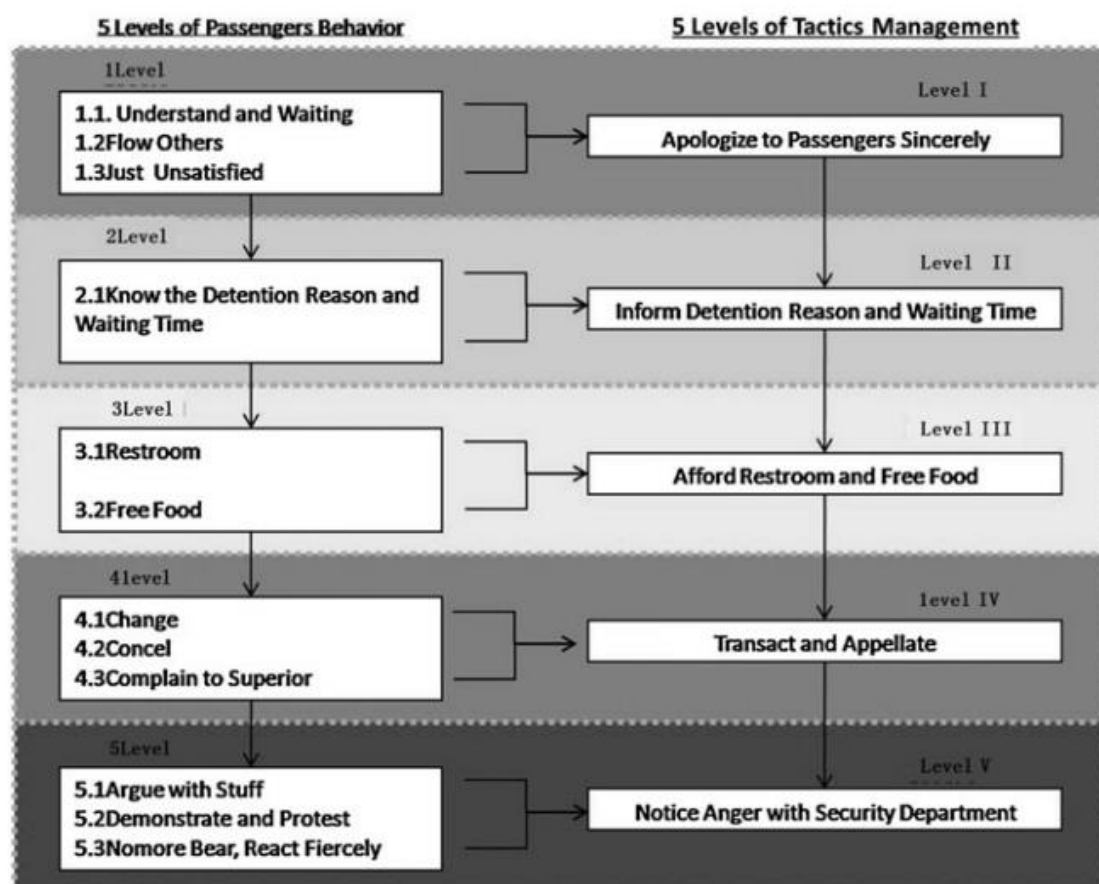 5 Levels of Passengers Behavior
5 Levels of Tactics Management
1Level
Level I
1.1. Understand and Waiting
1.2Flow Others
1.3Just Unsatisfied
Apologize to Passengers Sincerely
2Level
Level II
2.1Know the Detention Reason and
Waiting Time
Inform Detention Reason and Waiting Time
3Level
Level III
3.1Restroom
3.2Free Food
Afford Restroom and Free Food
4level
level IV
4.1Change
4.2Concel
4.3Complain to Superior
Transact and Appellate
5Level
Level V
5.1Argue with Stuff
5.2Demonstrate and Protest
5.3Nomore Bear, React Fiercely
Notice Anger with Security Department